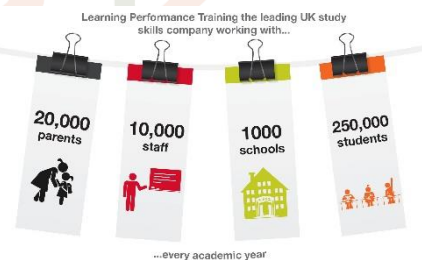 Learning Performance Training the leading UK study
skills company working with...
20,000
parents
10,000
staff
1000
schools
250,000
students
...every academic year